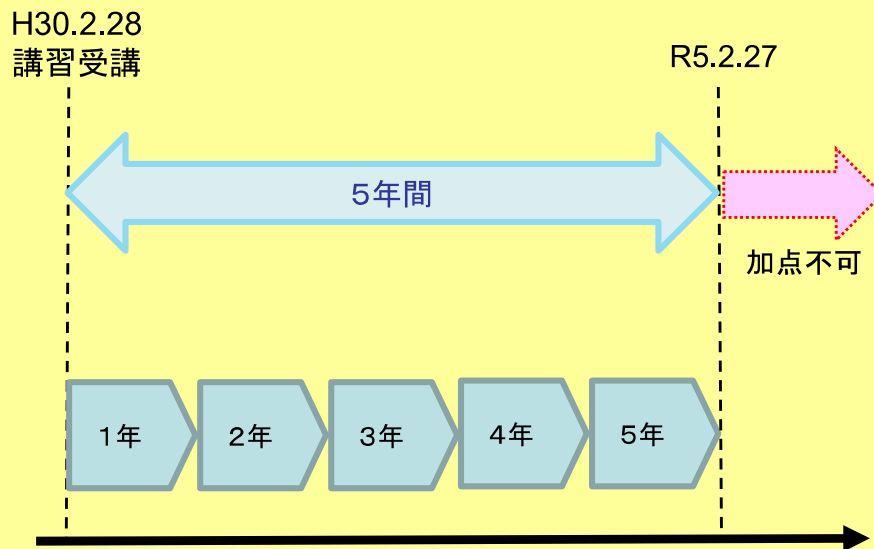 H30.2.28
講習受講
R5.2.27
5年間
加点不可
1年
2年
3年
4年
5年